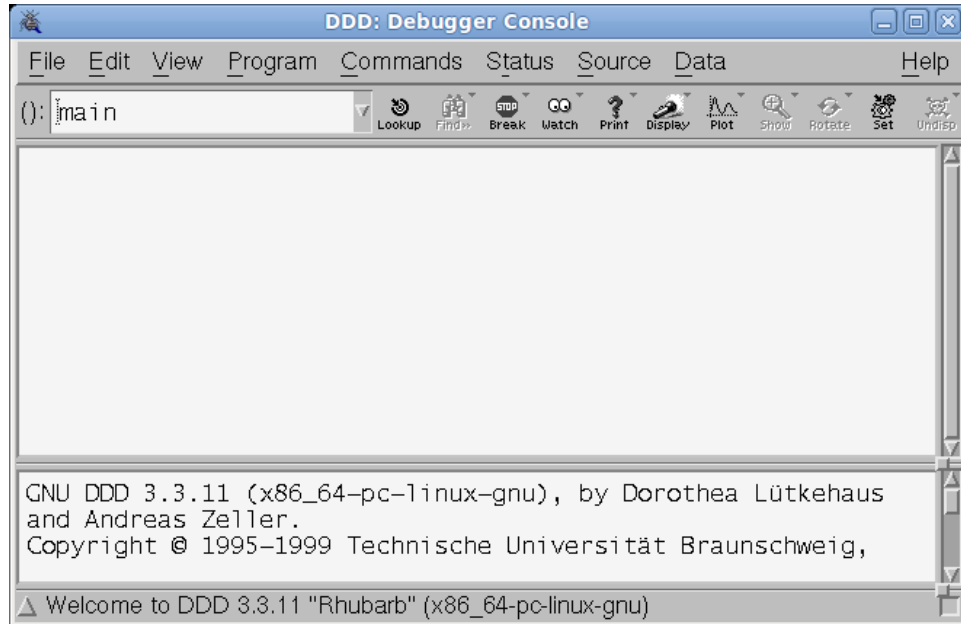 DDD: Debugger Console
File Edit View Program Commands Status Source Data Help
(): main
Lookup Find» Break Watch Print Display Plot Show Rotate Set Undisp
STOP
GNU DDD 3.3.11 (x86_64-pc-linux-gnu), by Dorothea Lütkehaus
and Andreas Zeller.
Copyright © 1995-1999 Technische Universität Braunschweig,
Welcome to DDD 3.3.11 "Rhubarb" (x86_64-pc-linux-gnu)